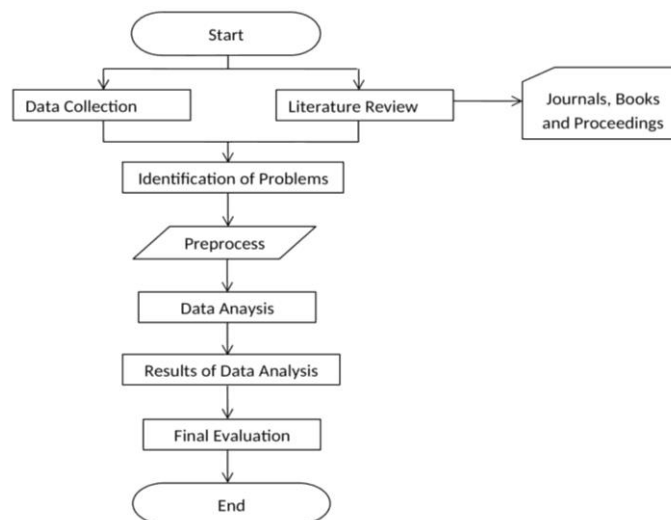 Start
Data Collection
Literature Review
Journals, Books
and Proceedings
Identification of Problems
Preprocess
Data Anaysis
Results of Data Analysis
Final Evaluation
End